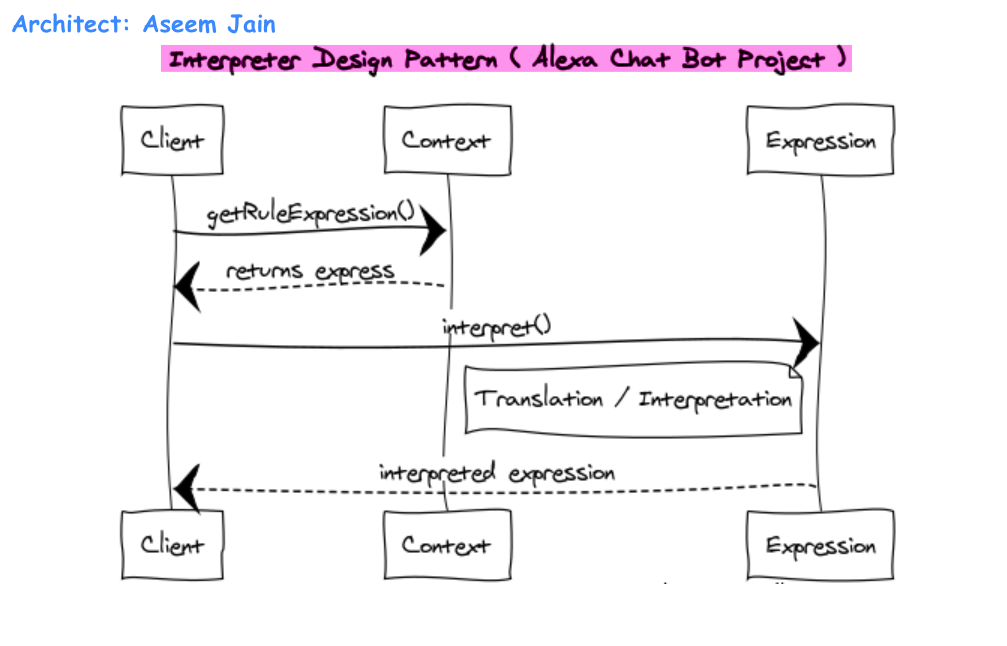 Architect: Aseem Jain
Interpreter Design Pattern ( Alexa Chat Bot Project )
Client
Context
Expression
getRuleExpression()
returns express
interpret()
Translation / Interpretation
interpreted expression
Client
Context
Expression